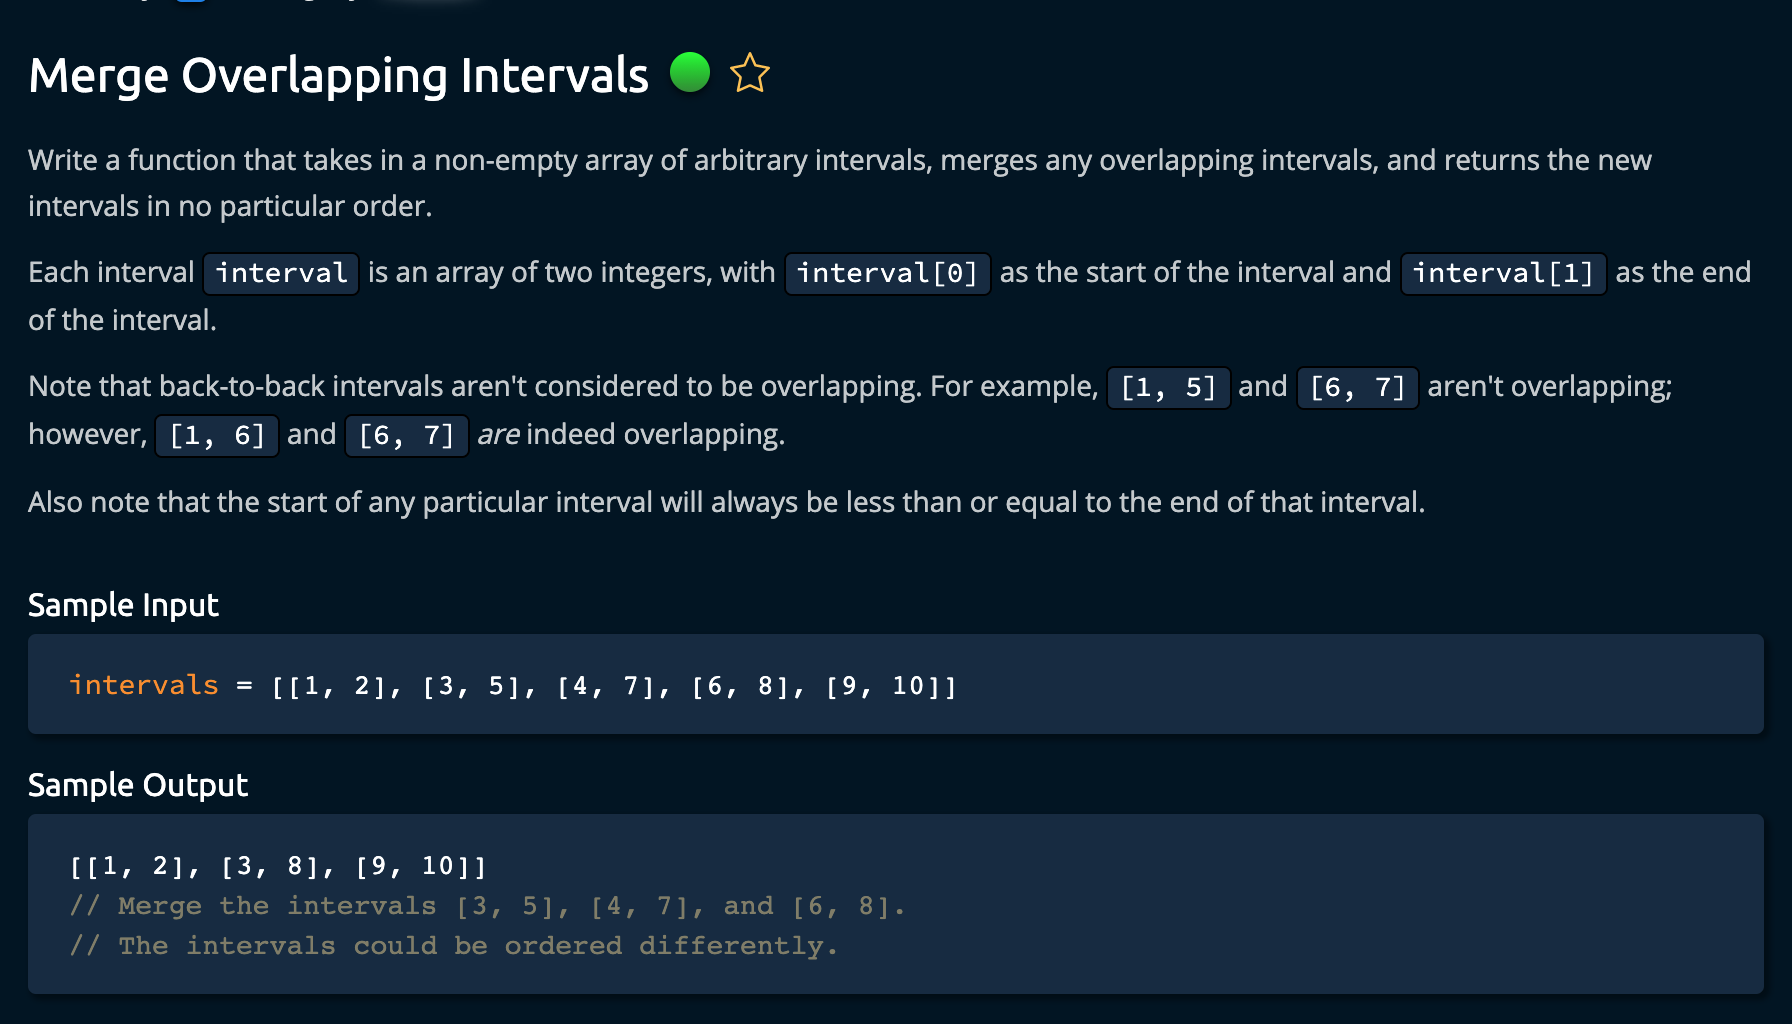 Merge Overlapping Intervals
Write a function that takes in a non-empty array of arbitrary intervals, merges any overlapping intervals, and returns the new
intervals in no particular order.
Each interval interval is an array of two integers, with interval[0] as the start of the interval and interval[1] as the end
of the interval.
Note that back-to-back intervals aren't considered to be overlapping. For example, [1, 5] and [6, 7] aren't overlapping;
however, [1, 6] and [6, 7] are indeed overlapping.
Also note that the start of any particular interval will always be less than or equal to the end of that interval.
Sample Input
intervals = [[1, 2], [3, 5], [4, 7], [6, 8], [9, 10]]
Sample Output
[[1, 2], [3, 8], [9, 10]]
// Merge the intervals [3, 5], [4, 7], and [6, 8].
// The intervals could be ordered differently.